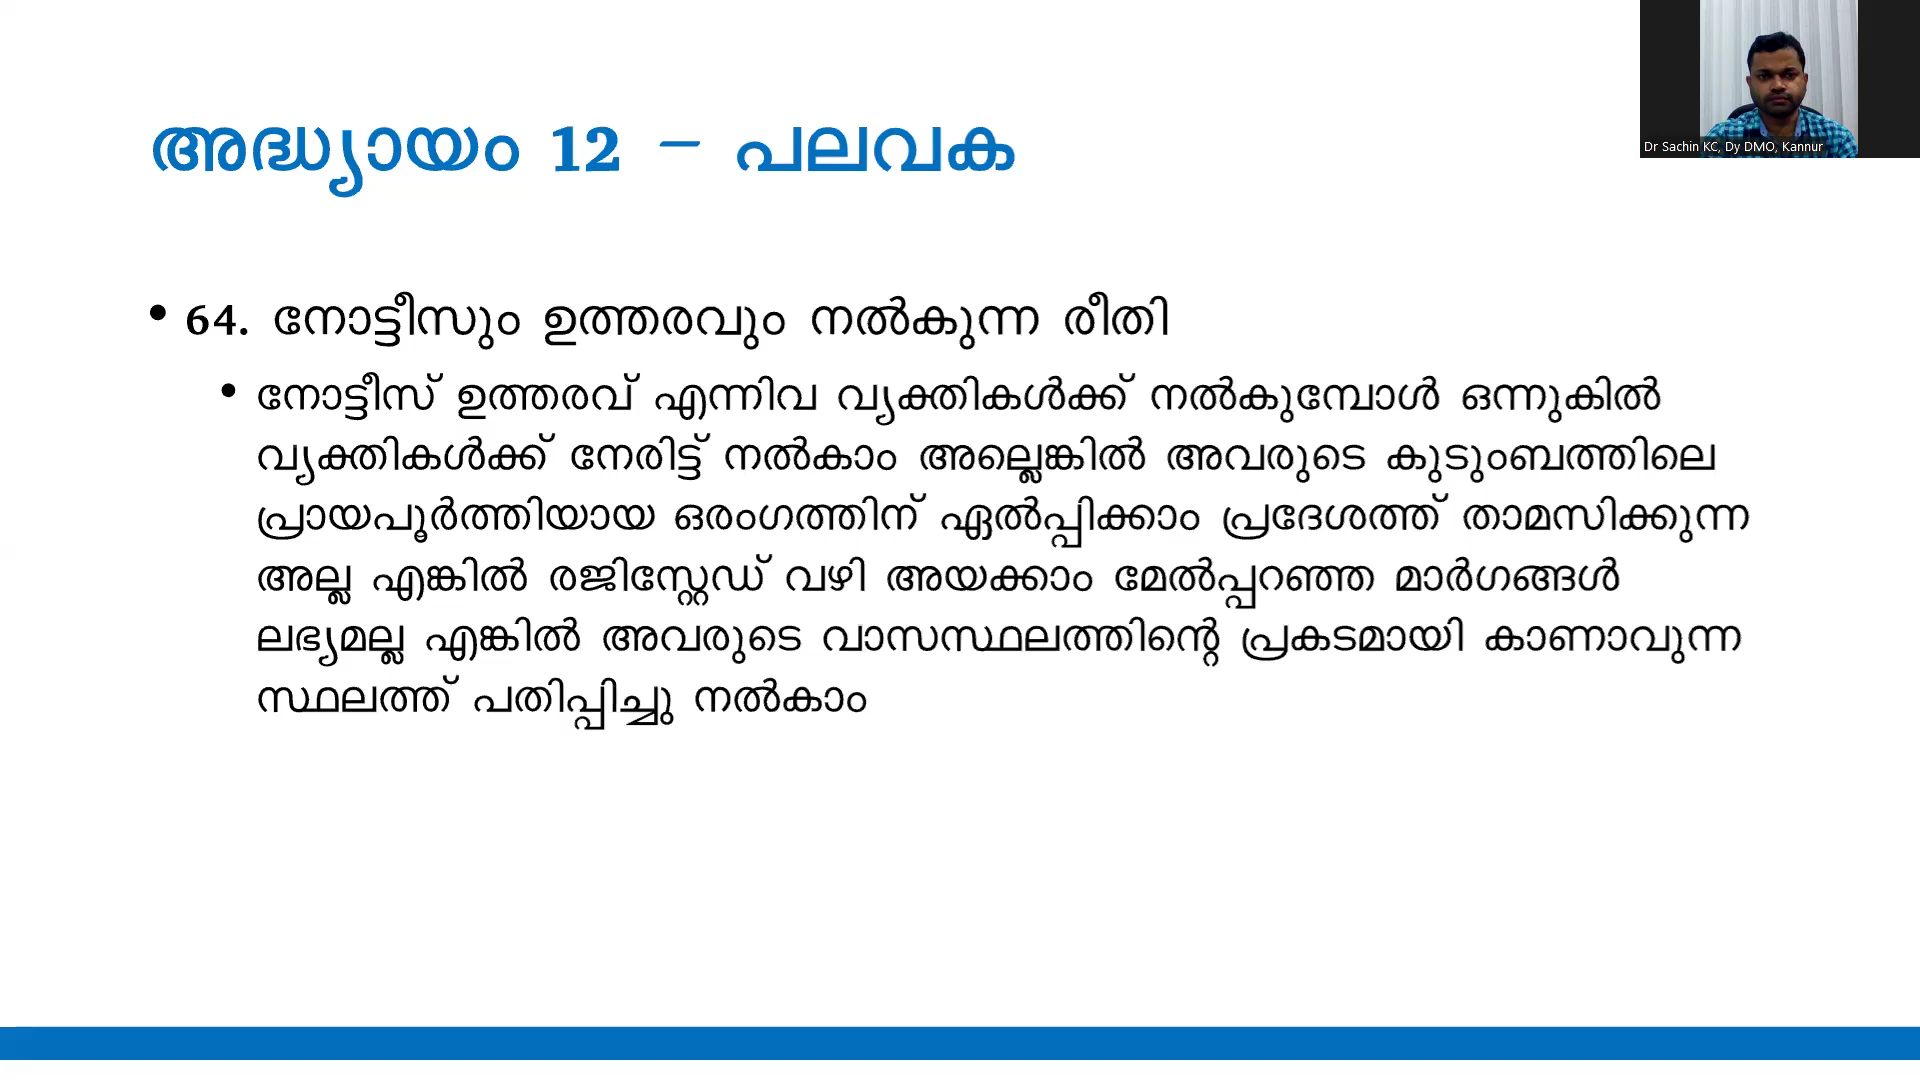 Dr Sachin KC, Dy DMO, Kannur
അദ്ധ്യായം 12 – പലവക
• 64. നോട്ടീസും ഉത്തരവും നൽകുന്ന രീതി
• നോട്ടീസ് ഉത്തരവ് എന്നിവ വ്യക്തികൾക്ക് നൽകുമ്പോൾ ഒന്നുകിൽ
വ്യക്തികൾക്ക് നേരിട്ട് നൽകാം അല്ലെങ്കിൽ അവരുടെ കുടുംബത്തിലെ
പ്രായപൂർത്തിയായ ഒരംഗത്തിന് ഏൽപ്പിക്കാം പ്രദേശത്ത് താമസിക്കുന്ന
അല്ല എങ്കിൽ രജിസ്റ്റേഡ് വഴി അയക്കാം മേൽപ്പറഞ്ഞ മാർഗങ്ങൾ
ലഭ്യമല്ല എങ്കിൽ അവരുടെ വാസസ്ഥലത്തിന്റെ പ്രകടമായി കാണാവുന്ന
സ്ഥലത്ത് പതിപ്പിച്ചു നൽകാം